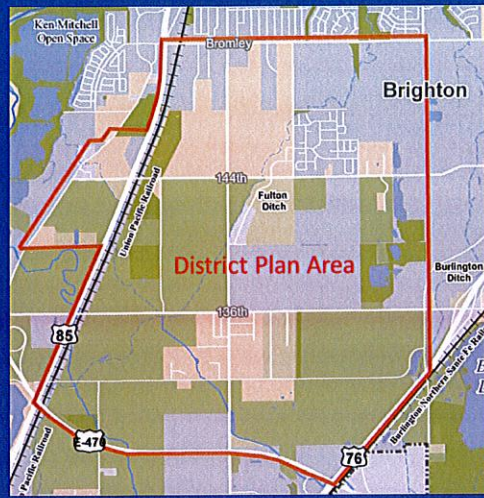 Ken Mitchell
Open Space
Bromley
Brighton
144th
Union Pacific Railroad
Fulton
Ditch
District Plan Area
Burlington
Ditch
136th
85
Burlington Northern Santa Fe Rail
E-470
76
Pacific Railroad